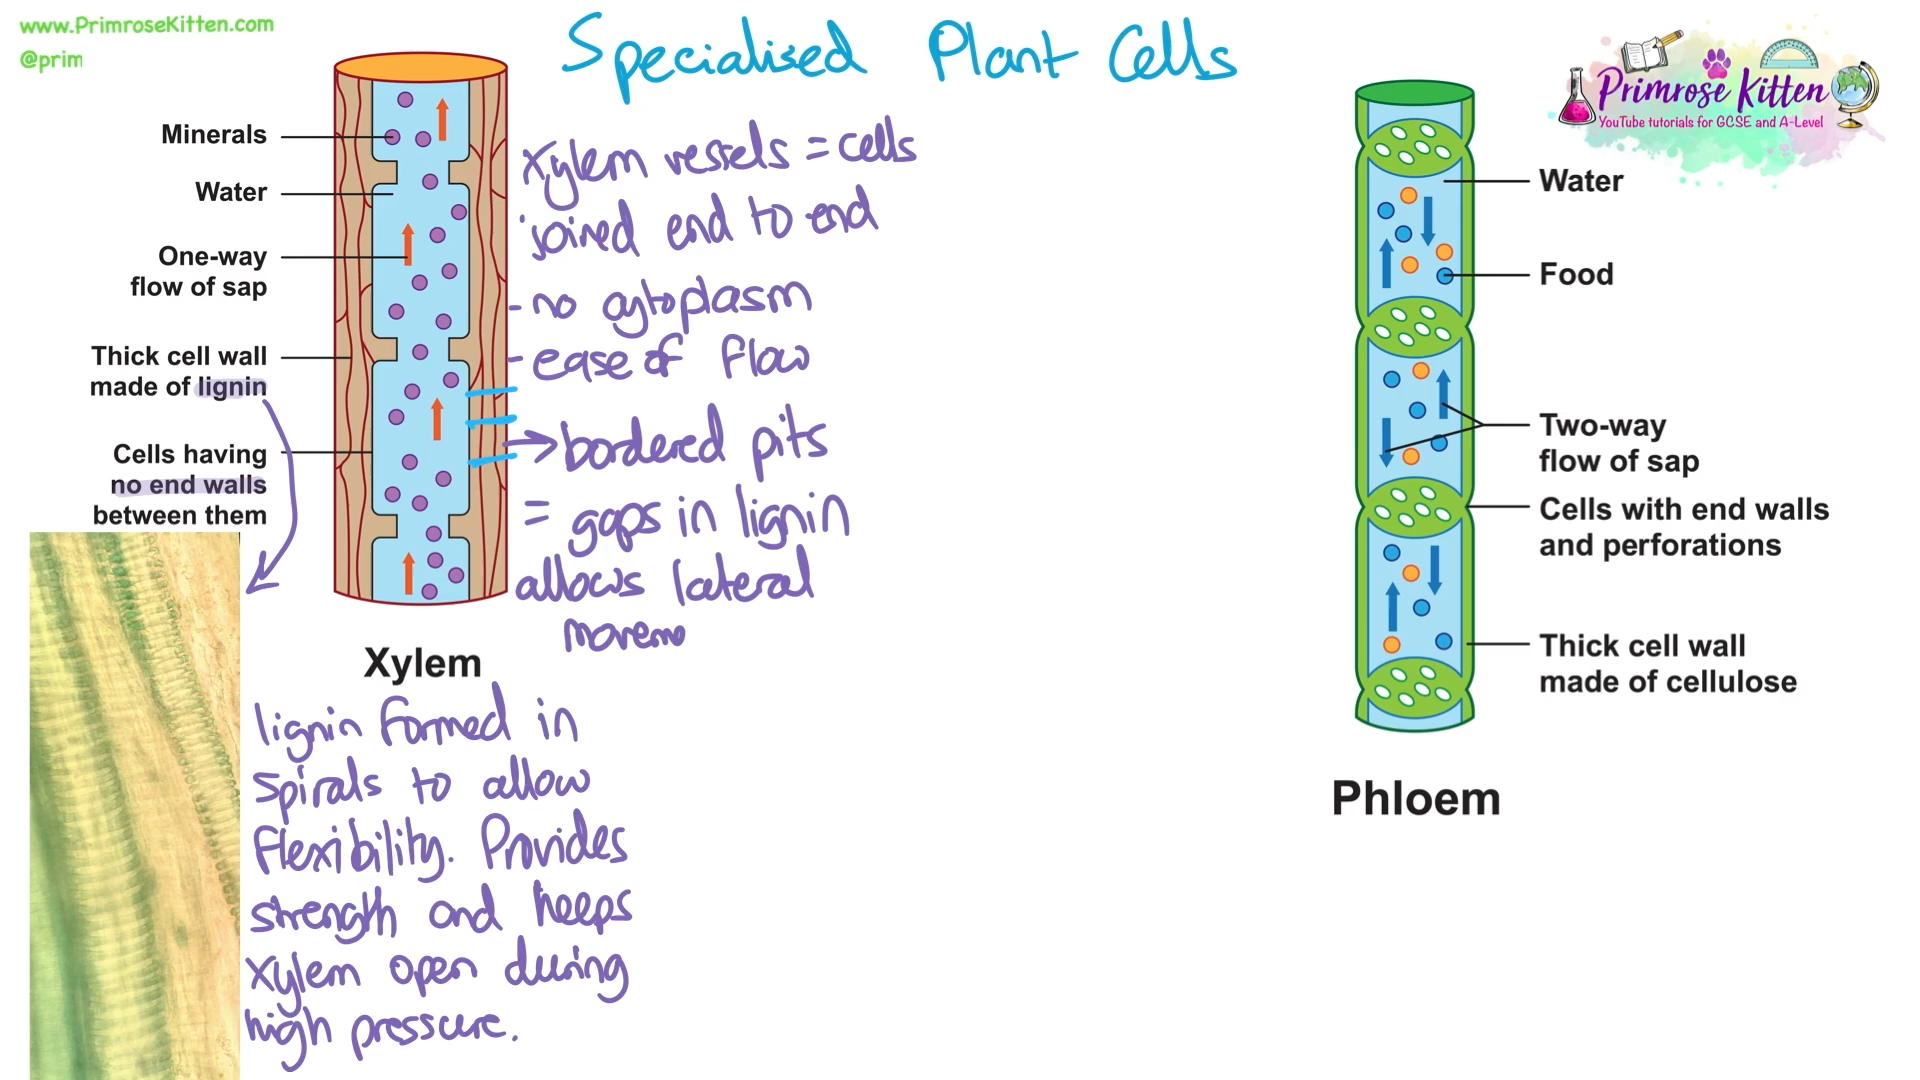 www.PrimroseKitten.com
@prim
Specialised Plant Cells
Primrose Kitten
YouTube tutorials for GCSE and A-Level
Minerals
Water
One-way
flow of sap
Thick cell wall
made of lignin
Cells having
no end walls
between them
Xylem
Xylem vessels = cells
joined end to end
- no cytoplasm
- ease of flow
→ bordered pits
= gaps in lignin
allows lateral
moveme
lignin formed in
spirals to allow
flexibility. Provides
strength and keeps
xylem open during
high pressure.
Water
Food
Two-way
flow of sap
Cells with end walls
and perforations
Thick cell wall
made of cellulose
Phloem